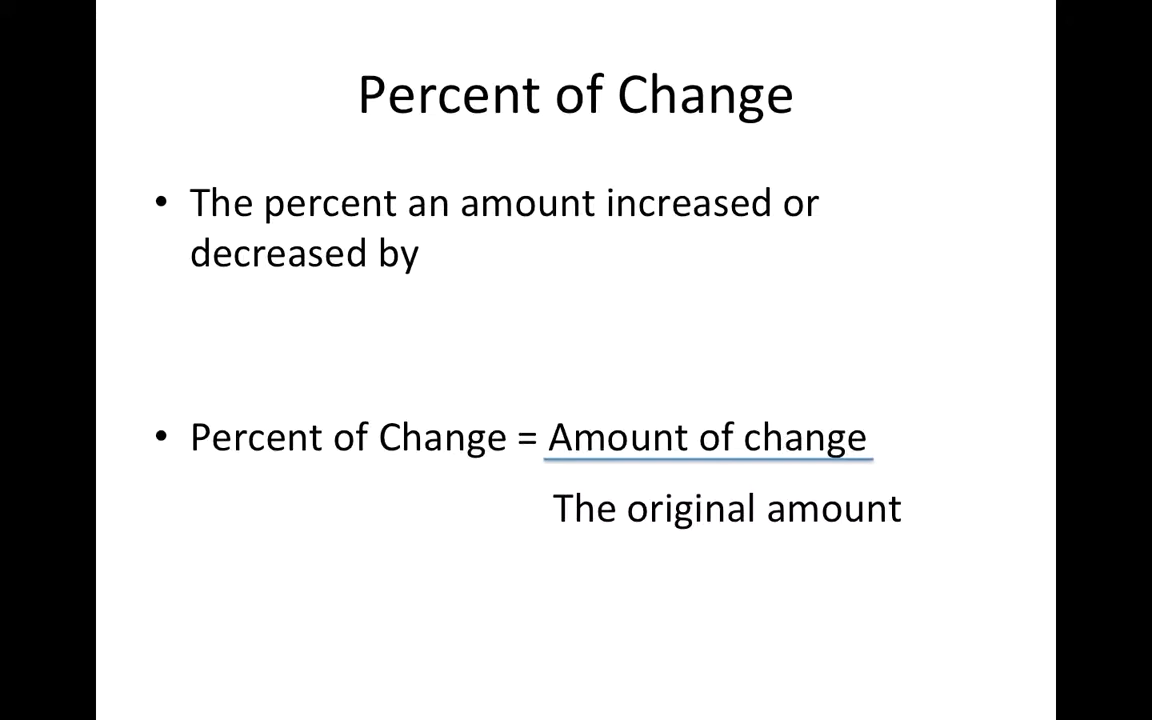 Percent of Change
• The percent an amount increased or
decreased by
• Percent of Change = Amount of change
The original amount